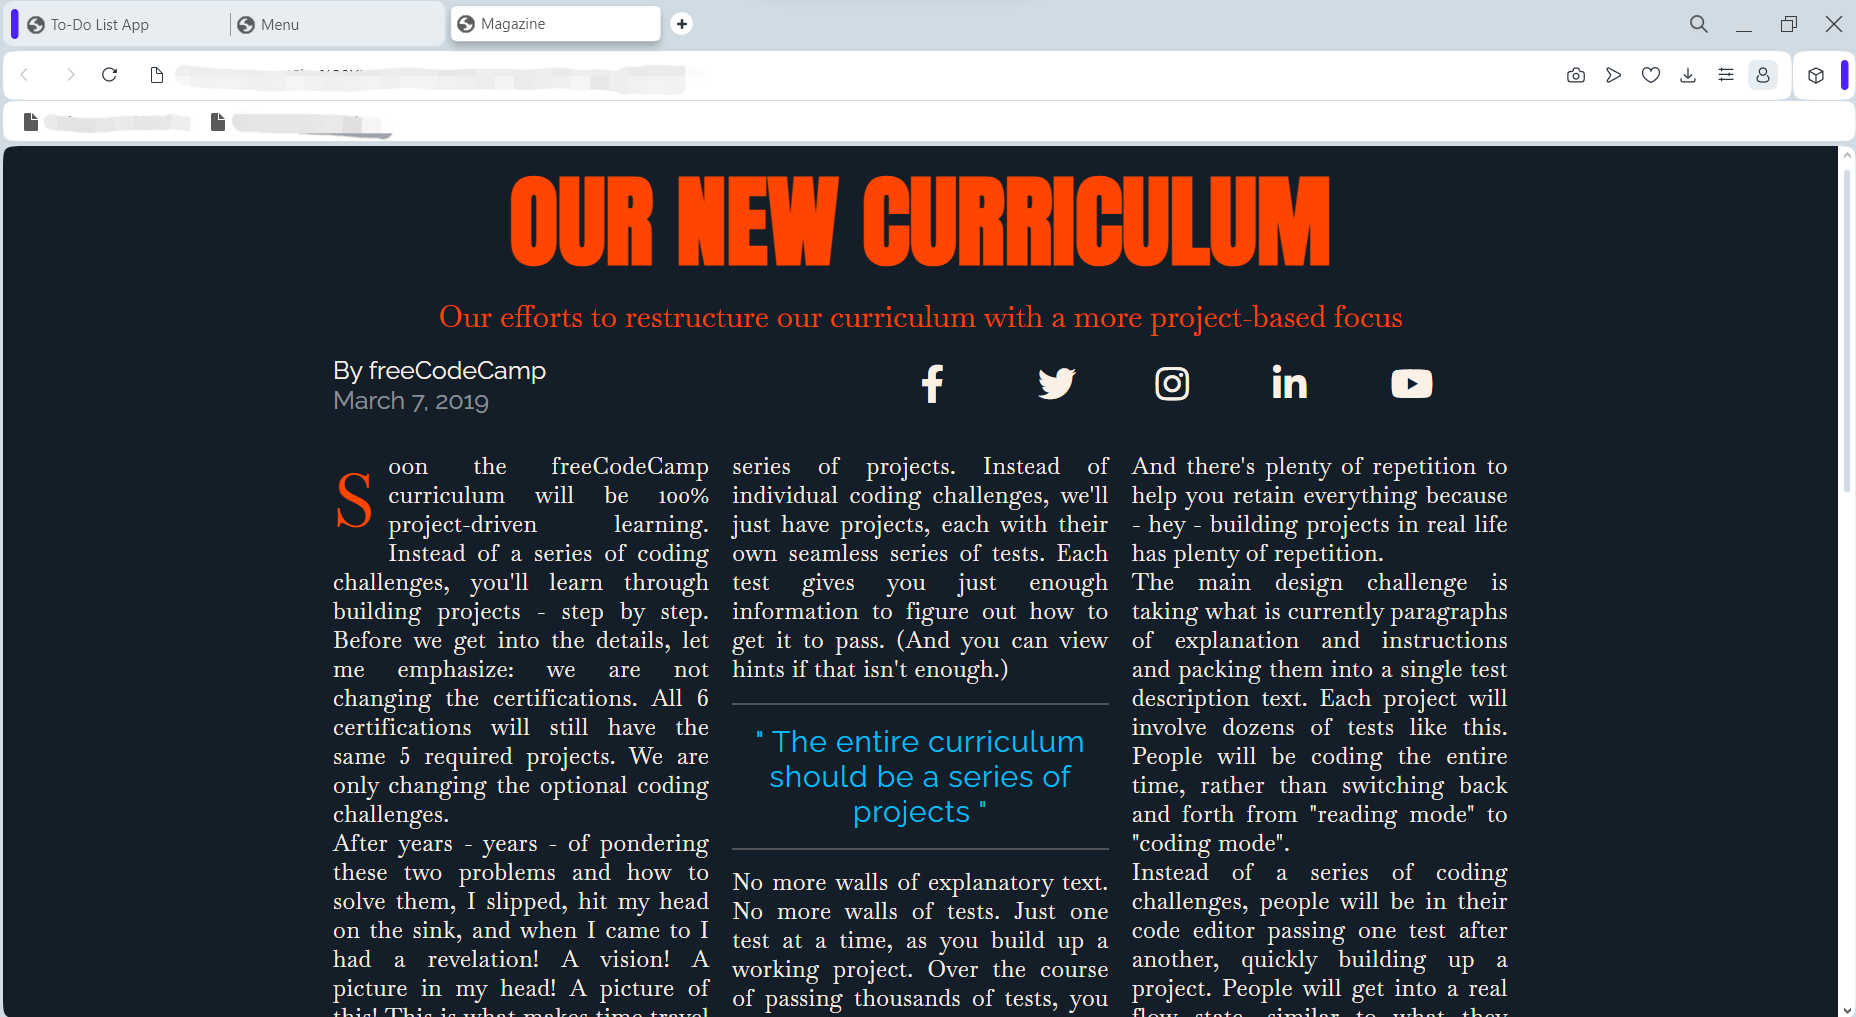 To-Do List App
Menu
Magazine
OUR NEW CURRICULUM
Our efforts to restructure our curriculum with a more project-based focus
By freeCodeCamp
March 7, 2019
Soon the freeCodeCamp
curriculum will be 100%
project-driven learning.
Instead of a series of coding
challenges, you'll learn through
building projects - step by step.
Before we get into the details, let
me emphasize: we are not
changing the certifications. All 6
certifications will still have the
same 5 required projects. We are
only changing the optional coding
challenges.
After years - years - of pondering
these two problems and how to
solve them, I slipped, hit my head
on the sink, and when I came to I
had a revelation! A vision! A
picture in my head! A picture of
this! This is what makes time travel
series of projects. Instead of
individual coding challenges, we'll
just have projects, each with their
own seamless series of tests. Each
test gives you just enough
information to figure out how to
get it to pass. (And you can view
hints if that isn't enough.)
" The entire curriculum
should be a series of
projects "
No more walls of explanatory text.
No more walls of tests. Just one
test at a time, as you build up a
working project. Over the course
of passing thousands of tests, you
And there's plenty of repetition to
help you retain everything because
- hey - building projects in real life
has plenty of repetition.
The main design challenge is
taking what is currently paragraphs
of explanation and instructions
and packing them into a single test
description text. Each project will
involve dozens of tests like this.
People will be coding the entire
time, rather than switching back
and forth from "reading mode" to
"coding mode".
Instead of a series of coding
challenges, people will be in their
code editor passing one test after
another, quickly building up a
project. People will get into a real
flow state, similar to what they